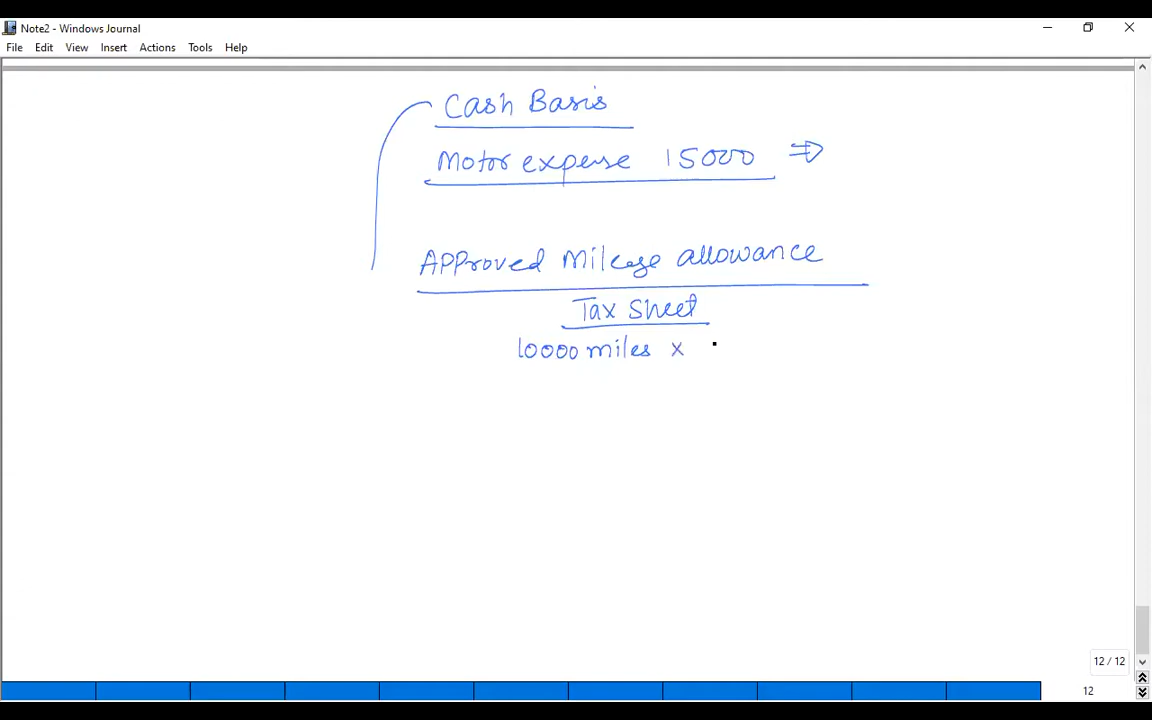 Note2 - Windows Journal
File Edit View Insert Actions Tools Help
Cash Basis
Motor expense 15000 ⇒
Approved Mileage allowance
Tax Sheet
10000 miles x
12 / 12
12